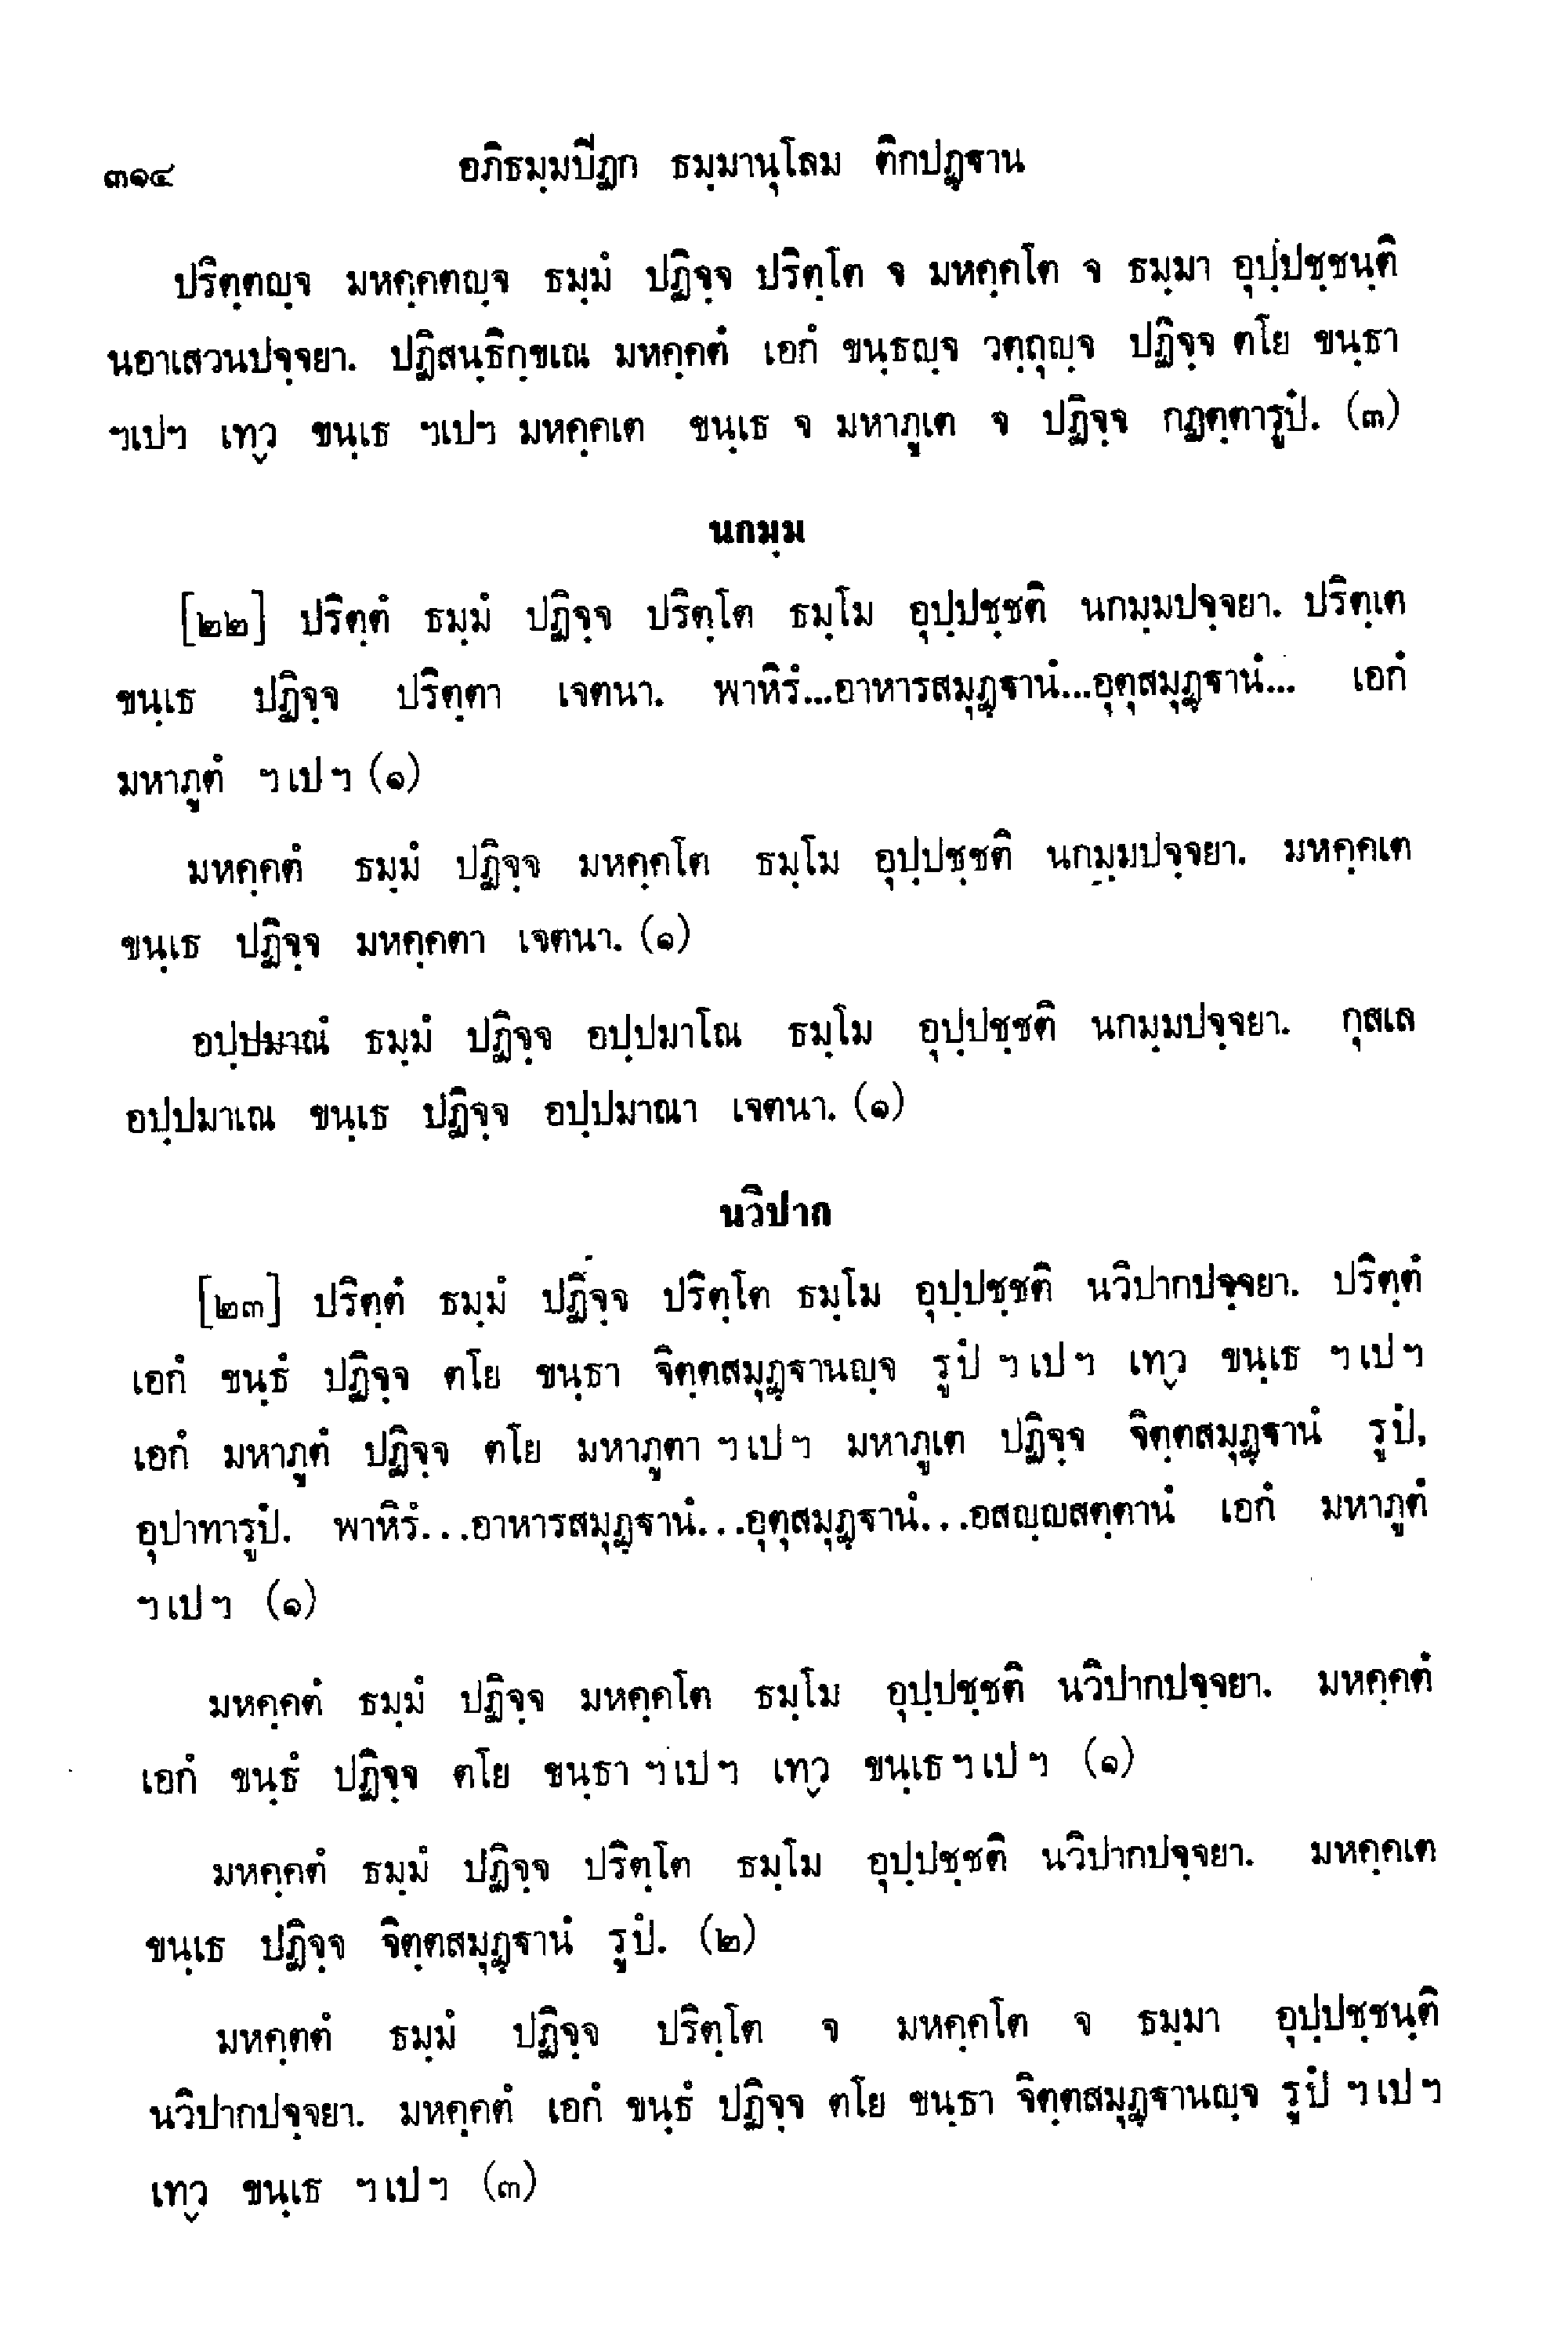 ๓๑๔ อภิธมฺมปีฏก ธมฺมานุโลม ติกปฏฺฐาน
ปริตฺตญฺจ มหคฺคตญฺจ ธมฺมํ ปฏิจฺจ ปริตฺโต จ มหคฺคโต จ ธมฺมา อุปฺปชฺชนฺติ
นอาเสวนปจฺจยา. ปฏิสนฺธิกฺขเณ มหคฺคตํ เอกํ ขนฺธญฺจ วตฺถุญฺจ ปฏิจฺจ ตโย ขนฺธา
ฯเปฯ เทฺว ขนฺเธ ฯเปฯ มหคฺคเต ขนฺเธ จ มหาภูเต จ ปฏิจฺจ กฏตฺตารูปํ. (๓)
นกมฺม
[๒๒] ปริตฺตํ ธมฺมํ ปฏิจฺจ ปริตฺโต ธมฺโม อุปฺปชฺชติ นกมฺมปจฺจยา. ปริตฺเต
ขนฺเธ ปฏิจฺจ ปริตฺตา เจตนา. พาหิรํ...อาหารสมุฏฺฐานํ...อุตุสมุฏฺฐานํ... เอกํ
มหาภูตํ ฯเปฯ (๑)
มหคฺคตํ ธมฺมํ ปฏิจฺจ มหคฺคโต ธมฺโม อุปฺปชฺชติ นกมฺมปจฺจยา. มหคฺคเต
ขนฺเธ ปฏิจฺจ มหคฺคตา เจตนา. (๑)
อปฺปมาณํ ธมฺมํ ปฏิจฺจ อปฺปมาโณ ธมฺโม อุปฺปชฺชติ นกมฺมปจฺจยา. กุสเล
อปฺปมาเณ ขนฺเธ ปฏิจฺจ อปฺปมาณา เจตนา. (๑)
นวิปาก
[๒๓] ปริตฺตํ ธมฺมํ ปฏิจฺจ ปริตฺโต ธมฺโม อุปฺปชฺชติ นวิปากปจฺจยา. ปริตฺตํ
เอกํ ขนฺธํ ปฏิจฺจ ตโย ขนฺธา จิตฺตสมุฏฺฐานญฺจ รูปํ ฯเปฯ เทฺว ขนฺเธ ฯเปฯ
เอกํ มหาภูตํ ปฏิจฺจ ตโย มหาภูตา ฯเปฯ มหาภูเต ปฏิจฺจ จิตฺตสมุฏฺฐานํ รูปํ,
อุปาทารูปํ. พาหิรํ...อาหารสมุฏฺฐานํ...อุตุสมุฏฺฐานํ...อสญฺญสตฺตานํ เอกํ มหาภูตํ
ฯเปฯ (๑)
มหคฺคตํ ธมฺมํ ปฏิจฺจ มหคฺคโต ธมฺโม อุปฺปชฺชติ นวิปากปจฺจยา. มหคฺคตํ
เอกํ ขนฺธํ ปฏิจฺจ ตโย ขนฺธา ฯเปฯ เทฺว ขนฺเธ ฯเปฯ (๑)
มหคฺคตํ ธมฺมํ ปฏิจฺจ ปริตฺโต ธมฺโม อุปฺปชฺชติ นวิปากปจฺจยา. มหคฺคเต
ขนฺเธ ปฏิจฺจ จิตฺตสมุฏฺฐานํ รูปํ. (๒)
มหคฺตตํ ธมฺมํ ปฏิจฺจ ปริตฺโต จ มหคฺคโต จ ธมฺมา อุปฺปชฺชนฺติ
นวิปากปจฺจยา. มหคฺคตํ เอกํ ขนฺธํ ปฏิจฺจ ตโย ขนฺธา จิตฺตสมุฏฺฐานญฺจ รูปํ ฯเปฯ
เทฺว ขนฺเธ ฯเปฯ (๓)